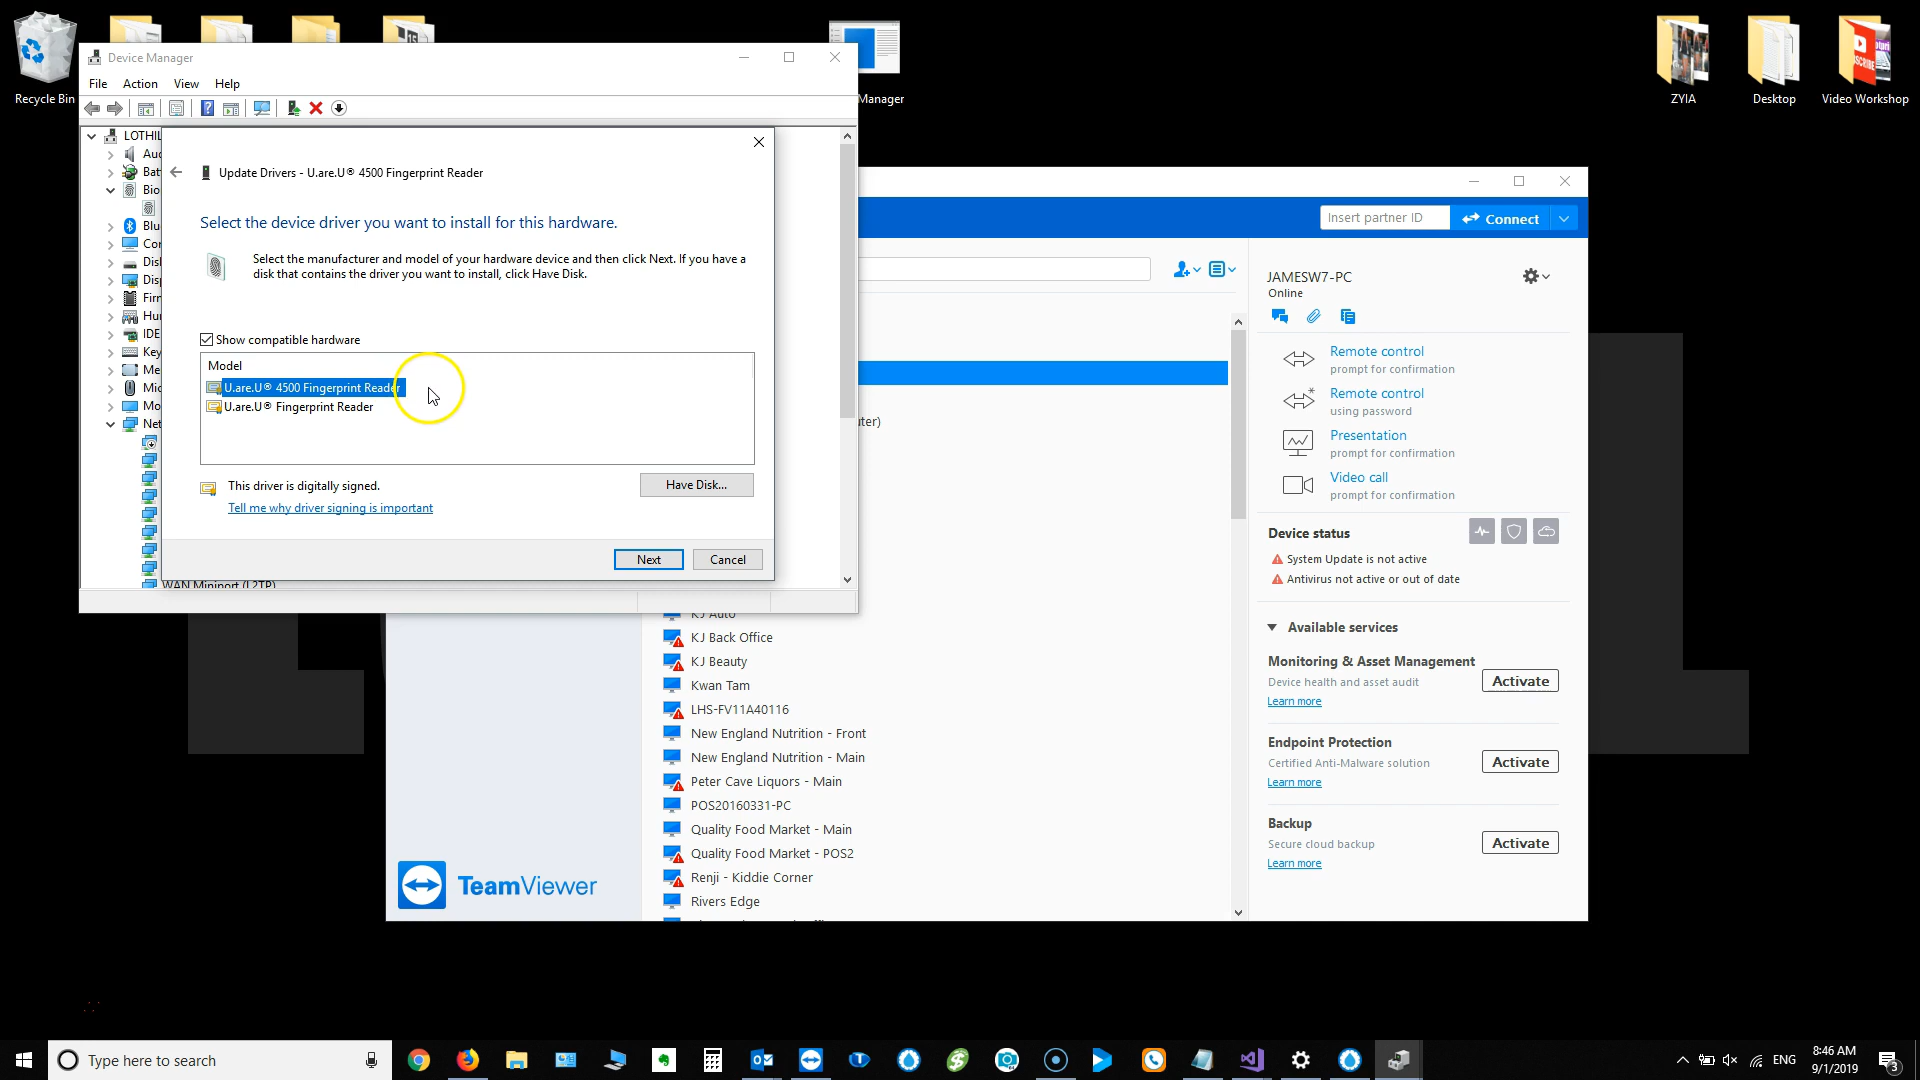 Recycle Bin
15
Manager
ZYIA
Desktop
Video Workshop
Device Manager
File Action View Help
LOTHIL
Auc
Bat
Bio
Blu
Cor
Disk
Disp
Firr
Hur
IDE
Key
Me
Mic
Mo
Net
WAN Miniport (L2TP)
Update Drivers - U.are.U® 4500 Fingerprint Reader
Select the device driver you want to install for this hardware.
Select the manufacturer and model of your hardware device and then click Next. If you have a
disk that contains the driver you want to install, click Have Disk.
Show compatible hardware
Model
U.are.U® 4500 Fingerprint Reader
U.are.U® Fingerprint Reader
This driver is digitally signed.
Have Disk...
Tell me why driver signing is important
Next
Cancel
Insert partner ID
Connect
uter)
KJ Auto
KJ Back Office
KJ Beauty
Kwan Tam
LHS-FV11A40116
New England Nutrition - Front
New England Nutrition - Main
Peter Cave Liquors - Main
POS20160331-PC
Quality Food Market - Main
Quality Food Market - POS2
Renji - Kiddie Corner
Rivers Edge
TeamViewer
JAMESW7-PC
Online
Remote control
prompt for confirmation
Remote control
using password
Presentation
prompt for confirmation
Video call
prompt for confirmation
Device status
System Update is not active
Antivirus not active or out of date
Available services
Monitoring & Asset Management
Device health and asset audit
Activate
Learn more
Endpoint Protection
Certified Anti-Malware solution
Activate
Learn more
Backup
Secure cloud backup
Activate
Learn more
Type here to search
ENG
8:46 AM
9/1/2019
3